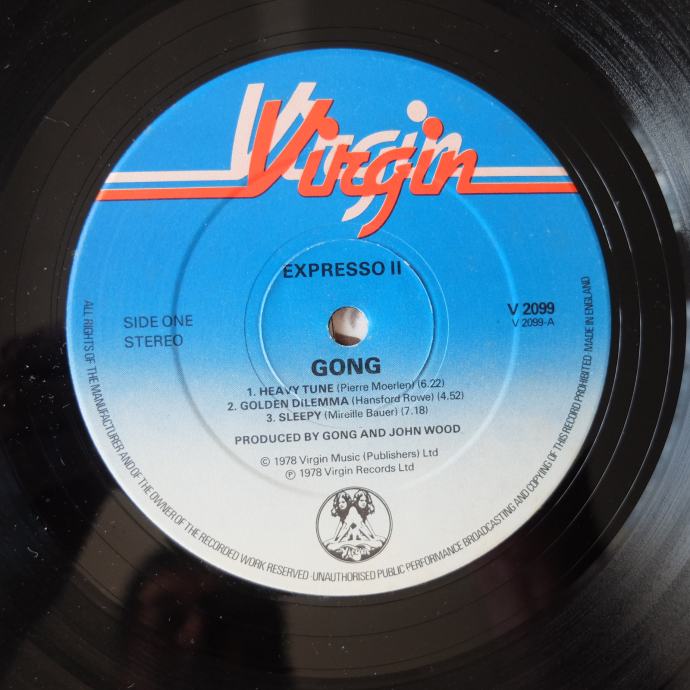 Virgin
EXPRESSO II
SIDE ONE
STEREO
V 2099
V 2099-A
GONG
1. HEAVY TUNE (Pierre Moerlen) (6.22)
2. GOLDEN DILEMMA (Hansford Rowe) (4.52)
3. SLEEPY (Mireille Bauer) (7.18)
PRODUCED BY GONG AND JOHN WOOD
© 1978 Virgin Music (Publishers) Ltd
℗ 1978 Virgin Records Ltd
Virgin
ALL RIGHTS OF THE MANUFACTURER AND OF THE OWNER OF THE RECORDED WORK RESERVED · UNAUTHORISED PUBLIC PERFORMANCE BROADCASTING AND COPYING OF THIS RECORD PROHIBITED · MADE IN ENGLAND